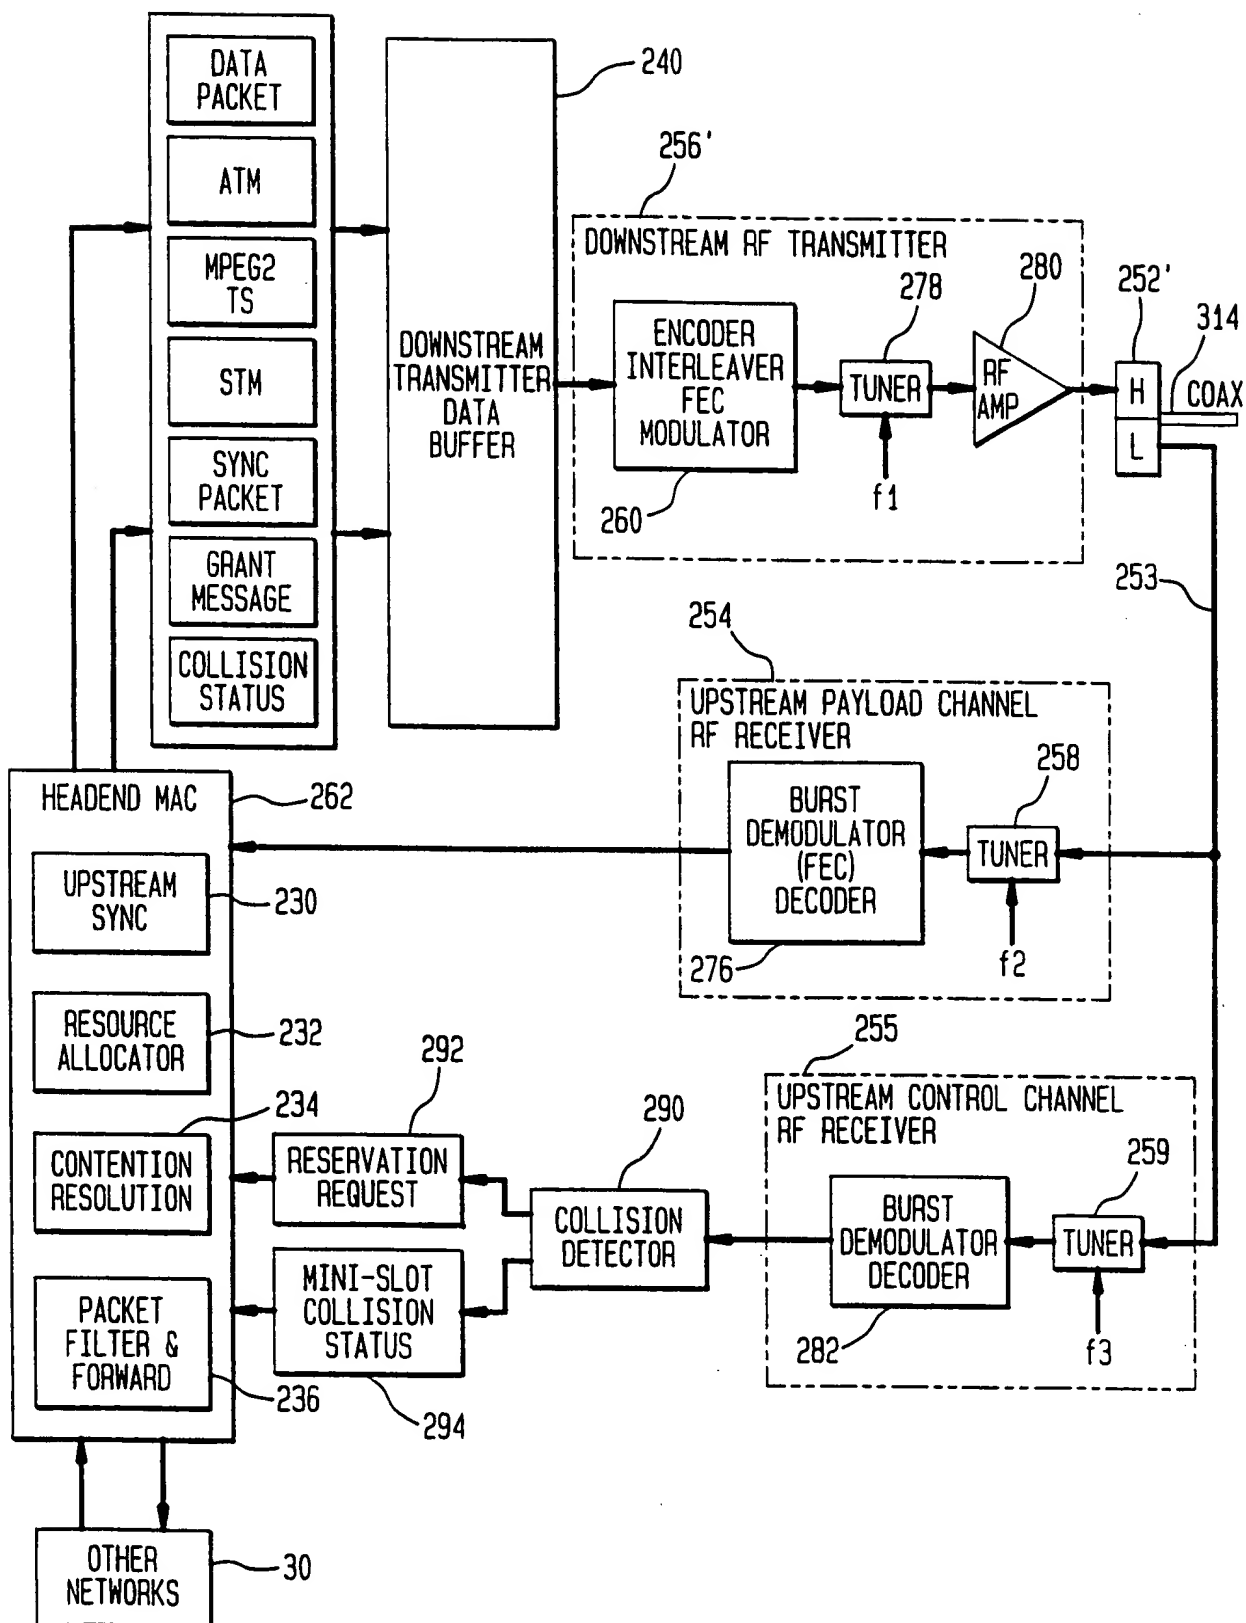 DATA
PACKET
ATM
MPEG2
TS
STM
SYNC
PACKET
GRANT
MESSAGE
COLLISION
STATUS
DOWNSTREAM
TRANSMITTER
DATA
BUFFER
240
256'
DOWNSTREAM RF TRANSMITTER
ENCODER
INTERLEAVER
FEC
MODULATOR
260
278
TUNER
f1
280
RF
AMP
252'
H
L
314
COAX
253
254
UPSTREAM PAYLOAD CHANNEL
RF RECEIVER
BURST
DEMODULATOR
(FEC)
DECODER
276
258
TUNER
f2
HEADEND MAC
262
UPSTREAM
SYNC
230
RESOURCE
ALLOCATOR
232
234
CONTENTION
RESOLUTION
PACKET
FILTER &
FORWARD
236
292
RESERVATION
REQUEST
MINI-SLOT
COLLISION
STATUS
294
290
COLLISION
DETECTOR
255
UPSTREAM CONTROL CHANNEL
RF RECEIVER
BURST
DEMODULATOR
DECODER
282
259
TUNER
f3
OTHER
NETWORKS
30